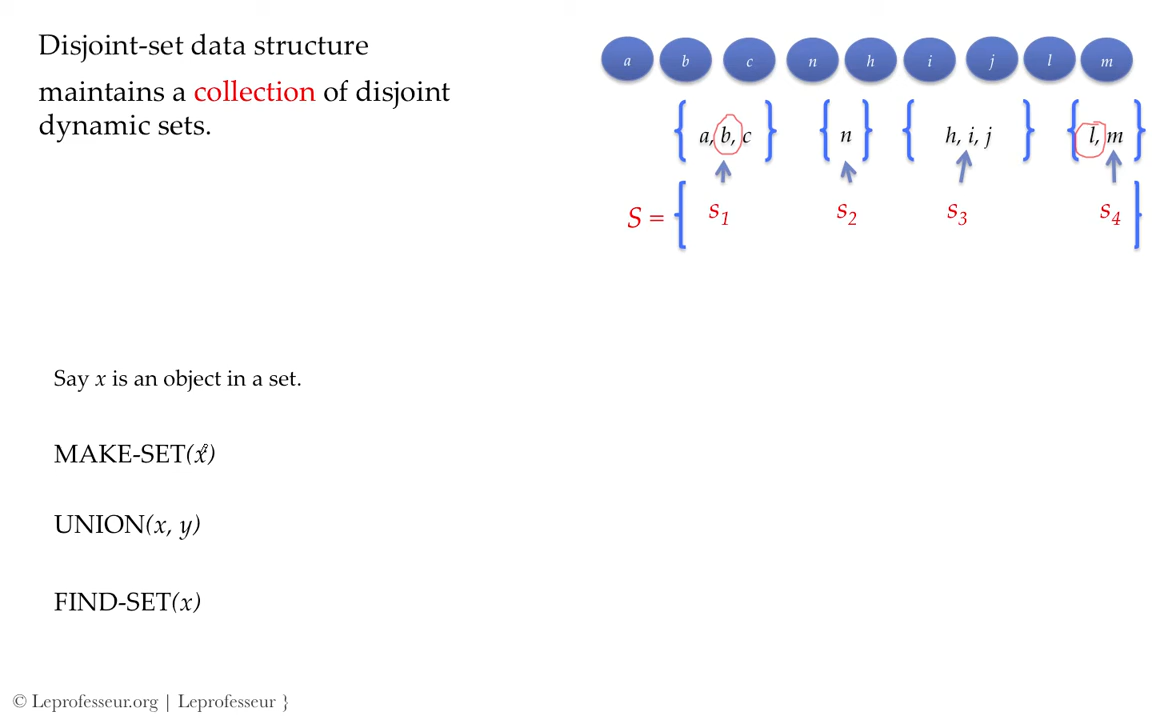 Disjoint-set data structure
maintains a collection of disjoint
dynamic sets.
a b c n h i j l m
{ a, b, c } { n } { h, i, j } { l, m }
S = { s1 s2 s3 s4 }
Say x is an object in a set.
MAKE-SET(x)
UNION(x, y)
FIND-SET(x)
© Leprofesseur.org | Leprofesseur }